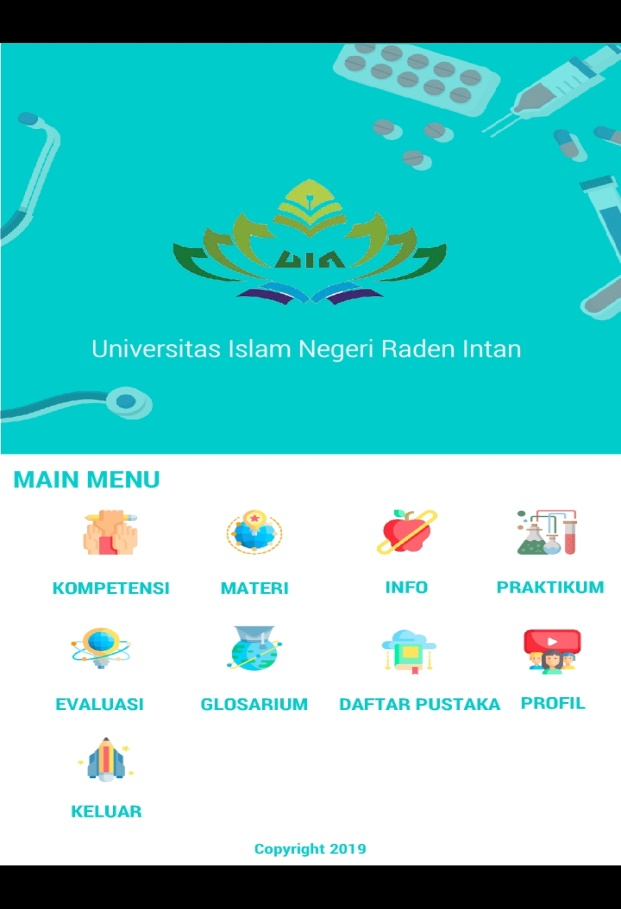 UIN
Universitas Islam Negeri Raden Intan
MAIN MENU
KOMPETENSI MATERI INFO PRAKTIKUM
EVALUASI GLOSARIUM DAFTAR PUSTAKA PROFIL
KELUAR
Copyright 2019